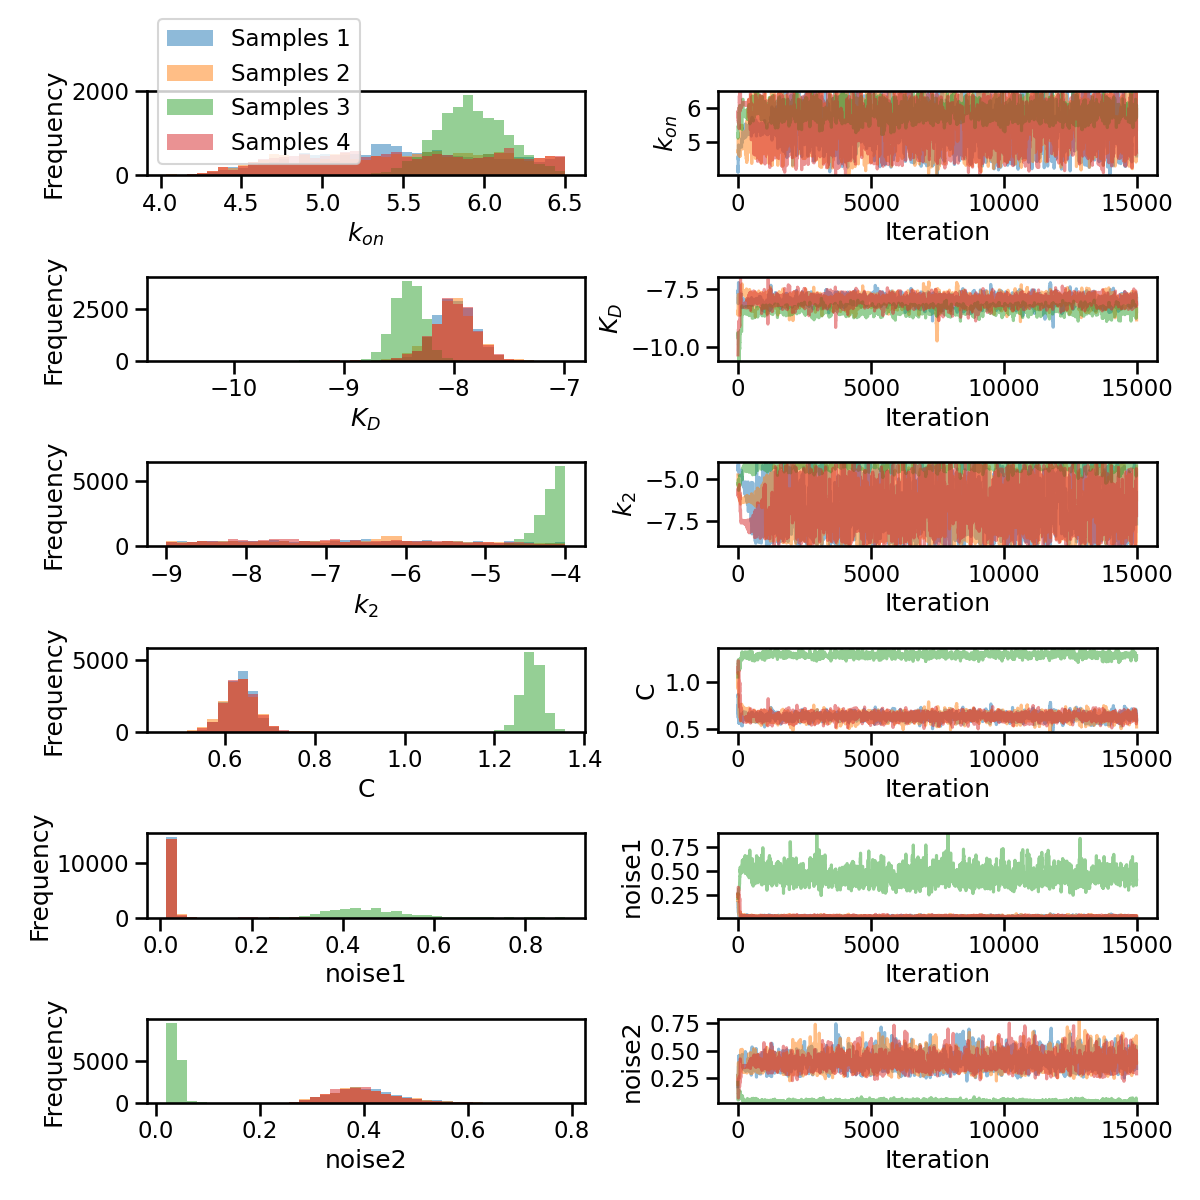 Samples 1
Samples 2
Samples 3
Samples 4
Frequency
2000
0
4.0 4.5 5.0 5.5 6.0 6.5
k_on
k_on
6
5
0 5000 10000 15000
Iteration
Frequency
2500
0
−10 −9 −8 −7
K_D
K_D
−7.5
−10.0
0 5000 10000 15000
Iteration
Frequency
5000
0
−9 −8 −7 −6 −5 −4
k_2
k_2
−5.0
−7.5
0 5000 10000 15000
Iteration
Frequency
5000
0
0.6 0.8 1.0 1.2 1.4
C
C
1.0
0.5
0 5000 10000 15000
Iteration
Frequency
10000
0
0.0 0.2 0.4 0.6 0.8
noise1
noise1
0.75
0.50
0.25
0 5000 10000 15000
Iteration
Frequency
5000
0
0.0 0.2 0.4 0.6 0.8
noise2
noise2
0.75
0.50
0.25
0 5000 10000 15000
Iteration